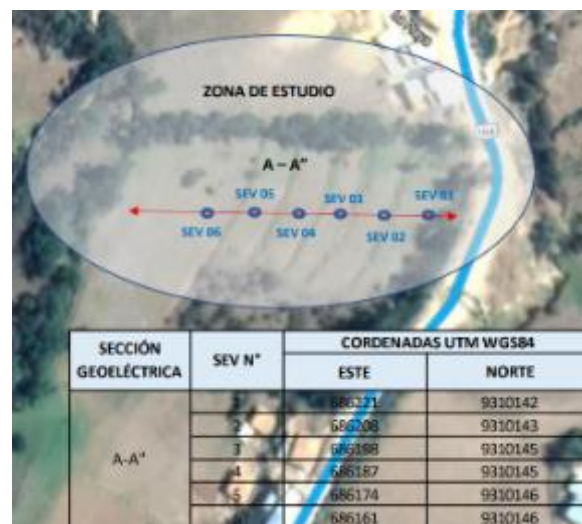 ZONA DE ESTUDIO
A – A"
SEV 05 SEV 03 SEV 01
SEV 06 SEV 04 SEV 02
SECCIÓN GEOELÉCTRICA SEV N° CORDENADAS UTM WGS84
ESTE NORTE
A-A"
1 686221 9310142
2 686208 9310143
3 686198 9310145
4 686187 9310145
5 686174 9310146
686161 9310146